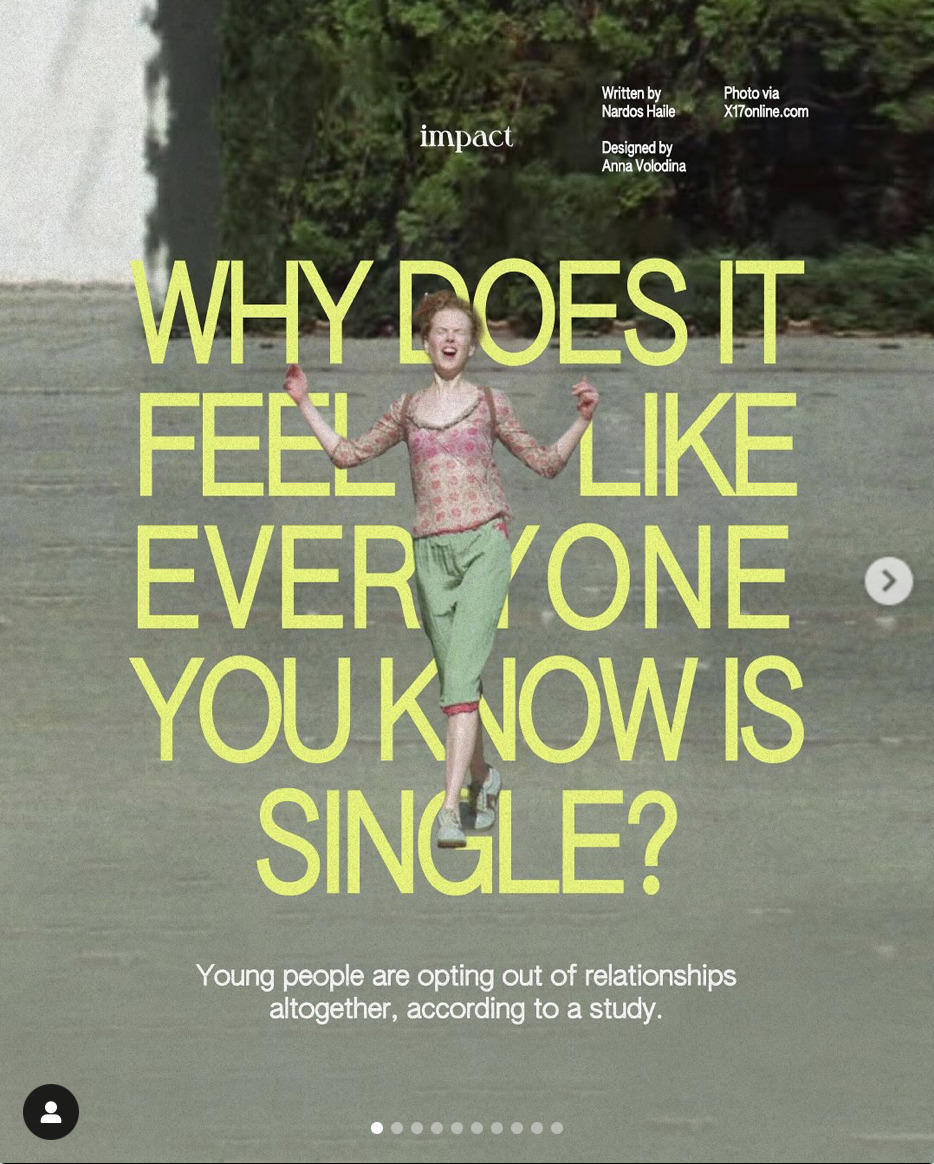 impact
Written by
Nardos Haile
Designed by
Anna Volodina
Photo via
X17online.com
WHY DOES IT
FEEL LIKE
EVERYONE
YOU KNOW IS
SINGLE?
Young people are opting out of relationships
altogether, according to a study.